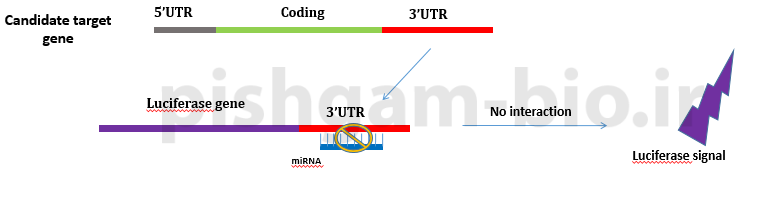 5'UTR Coding 3'UTR
Candidate target
gene
Luciferase gene
3'UTR
No interaction
miRNA
Luciferase signal
pishgam-bio.ir